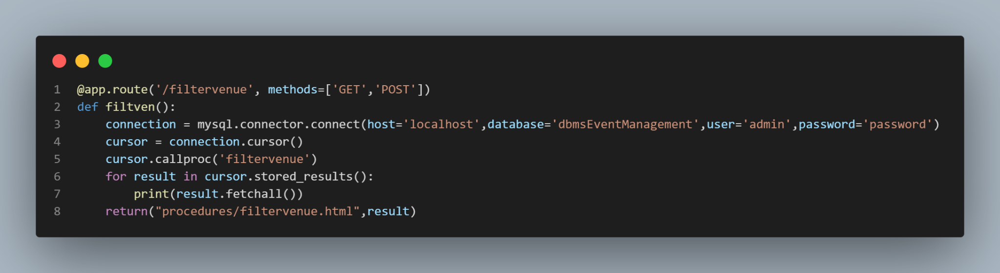 1 @app.route('/filtervenue', methods=['GET','POST'])
2 def filtven():
3     connection = mysql.connector.connect(host='localhost',database='dbmsEventManagement',user='admin',password='password')
4     cursor = connection.cursor()
5     cursor.callproc('filtervenue')
6     for result in cursor.stored_results():
7         print(result.fetchall())
8     return("procedures/filtervenue.html",result)